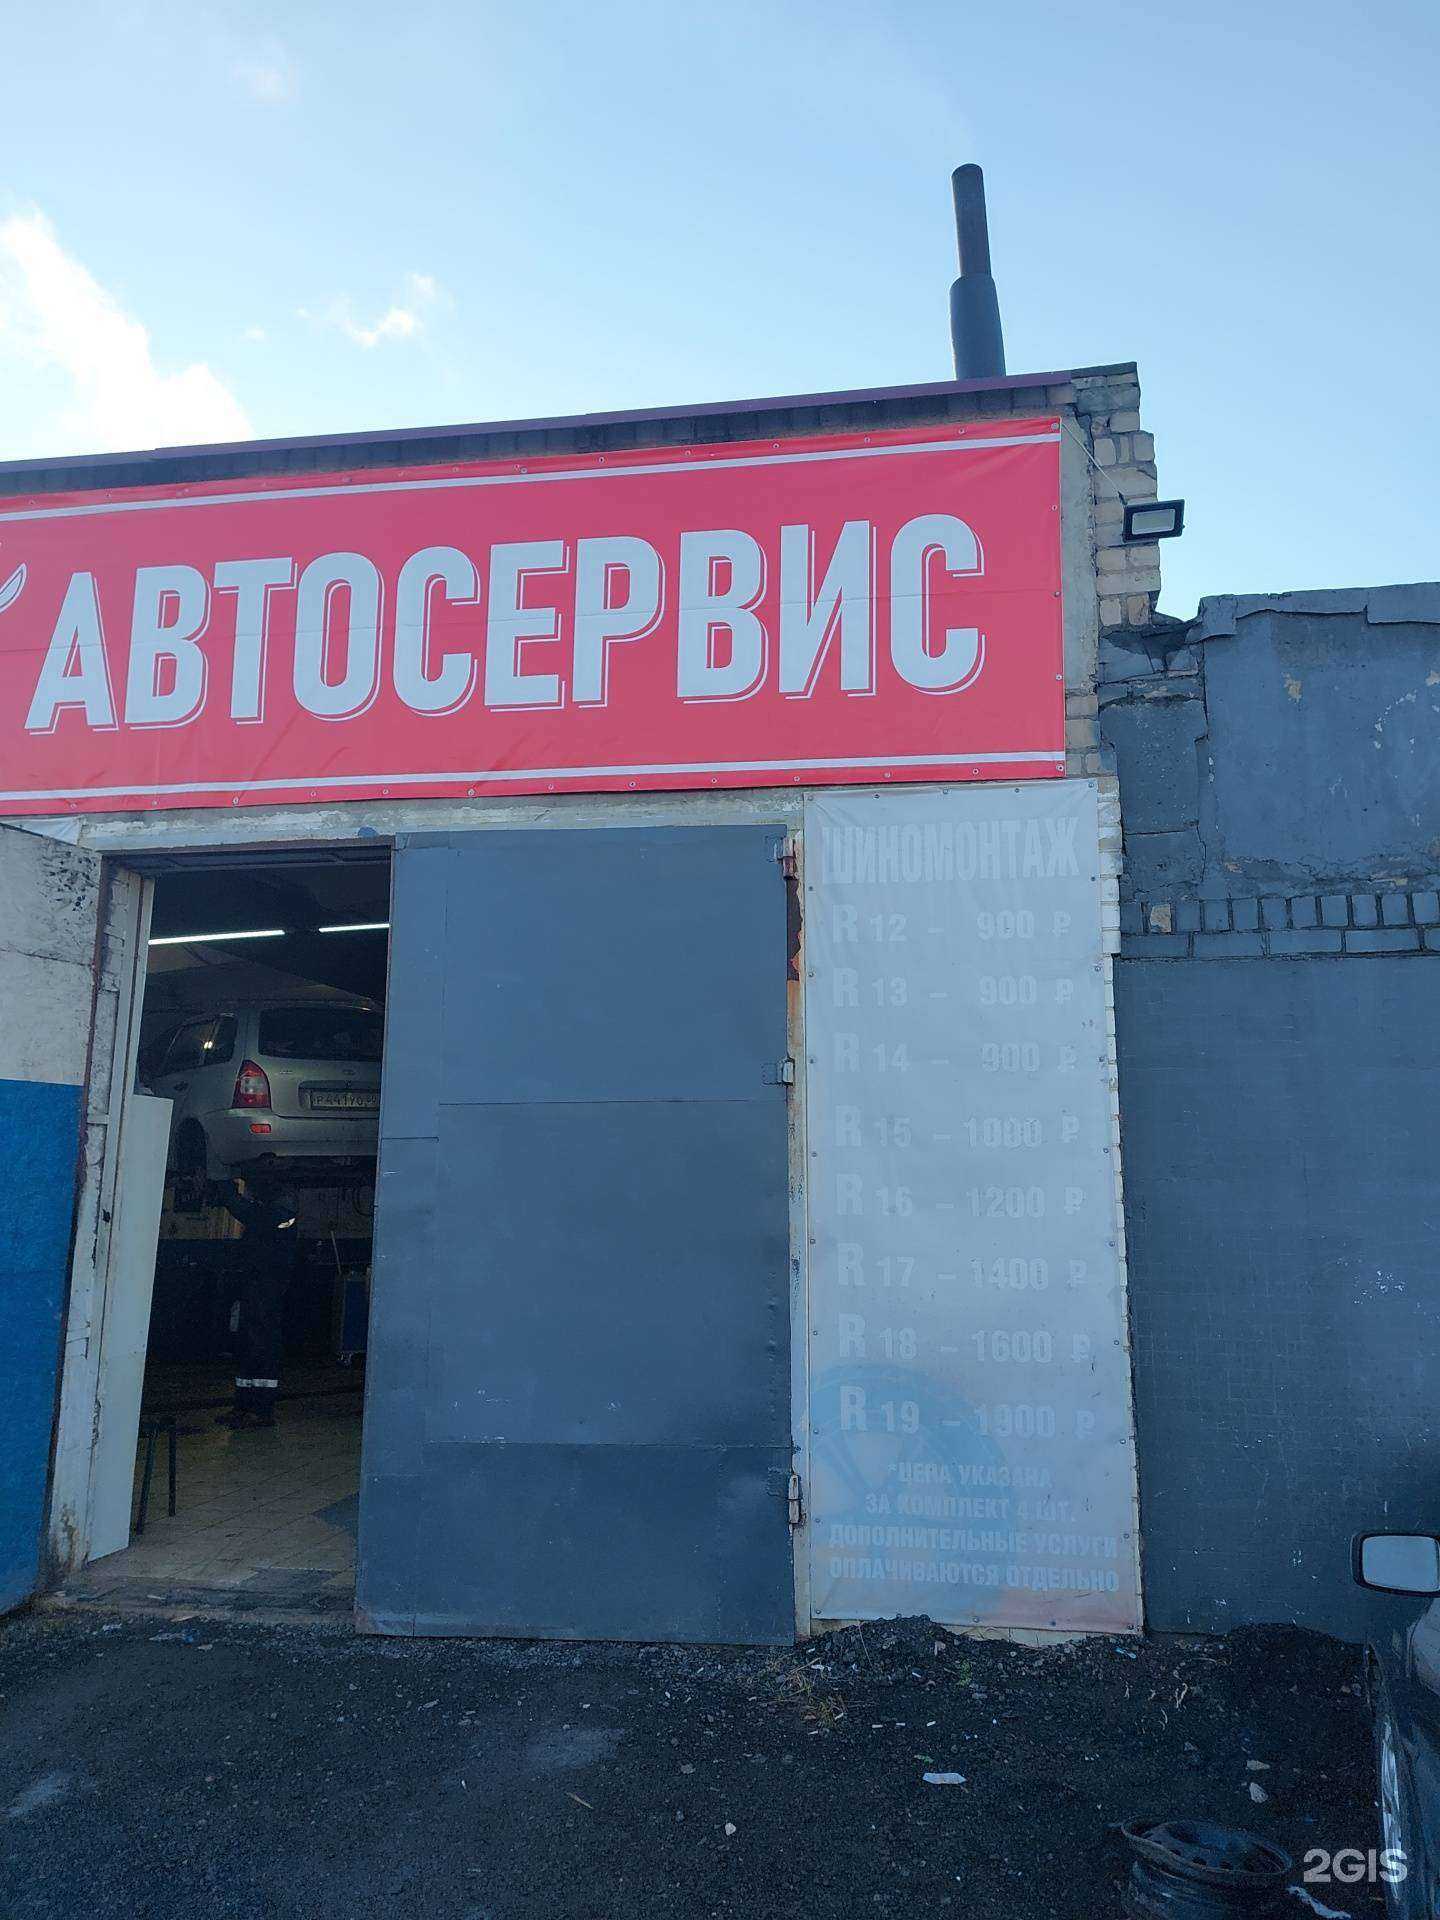 АВТОСЕРВИС
ШИНОМОНТАЖ
R 12 - 900 ₽
R 13 - 900 ₽
R 14 - 900 ₽
R 15 - 1000 ₽
R 16 - 1200 ₽
R 17 - 1400 ₽
R 18 - 1600 ₽
R 19 - 1900 ₽
*ЦЕНА УКАЗАНА
ЗА КОМПЛЕКТ 4 ШТ.
ДОПОЛНИТЕЛЬНЫЕ УСЛУГИ
ОПЛАЧИВАЮТСЯ ОТДЕЛЬНО
2GIS